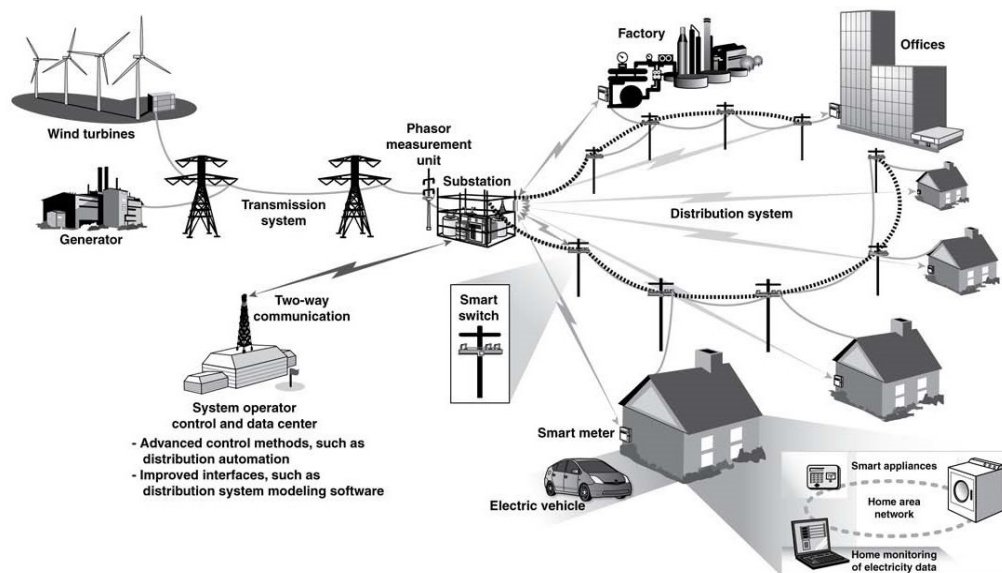 Wind turbines
Generator
Transmission
system
Phasor
measurement
unit
Substation
Factory
Offices
Distribution system
Two-way
communication
Smart
switch
System operator
control and data center
- Advanced control methods, such as
distribution automation
- Improved interfaces, such as
distribution system modeling software
Smart meter
Electric vehicle
Smart appliances
Home area
network
Home monitoring
of electricity data